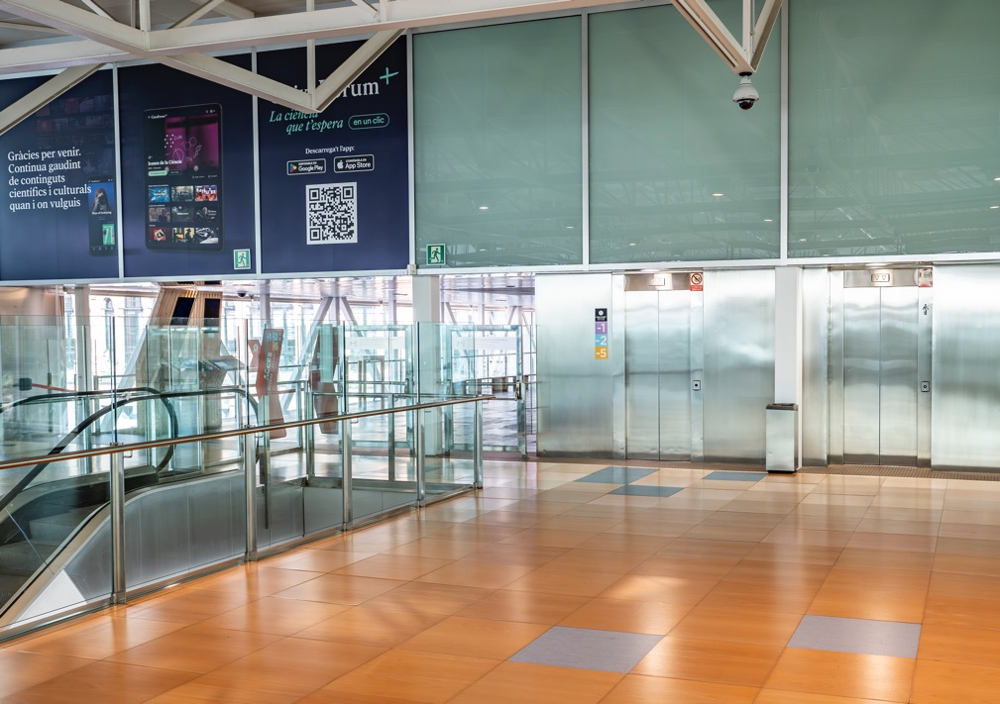 Gràcies per venir.
Continua gaudint
de continguts
científics i culturals
quan i on vulguis
La ciència
que t'espera
en un clic
Descarrega't l'app:
Google Play
App Store
-1
-2
-5